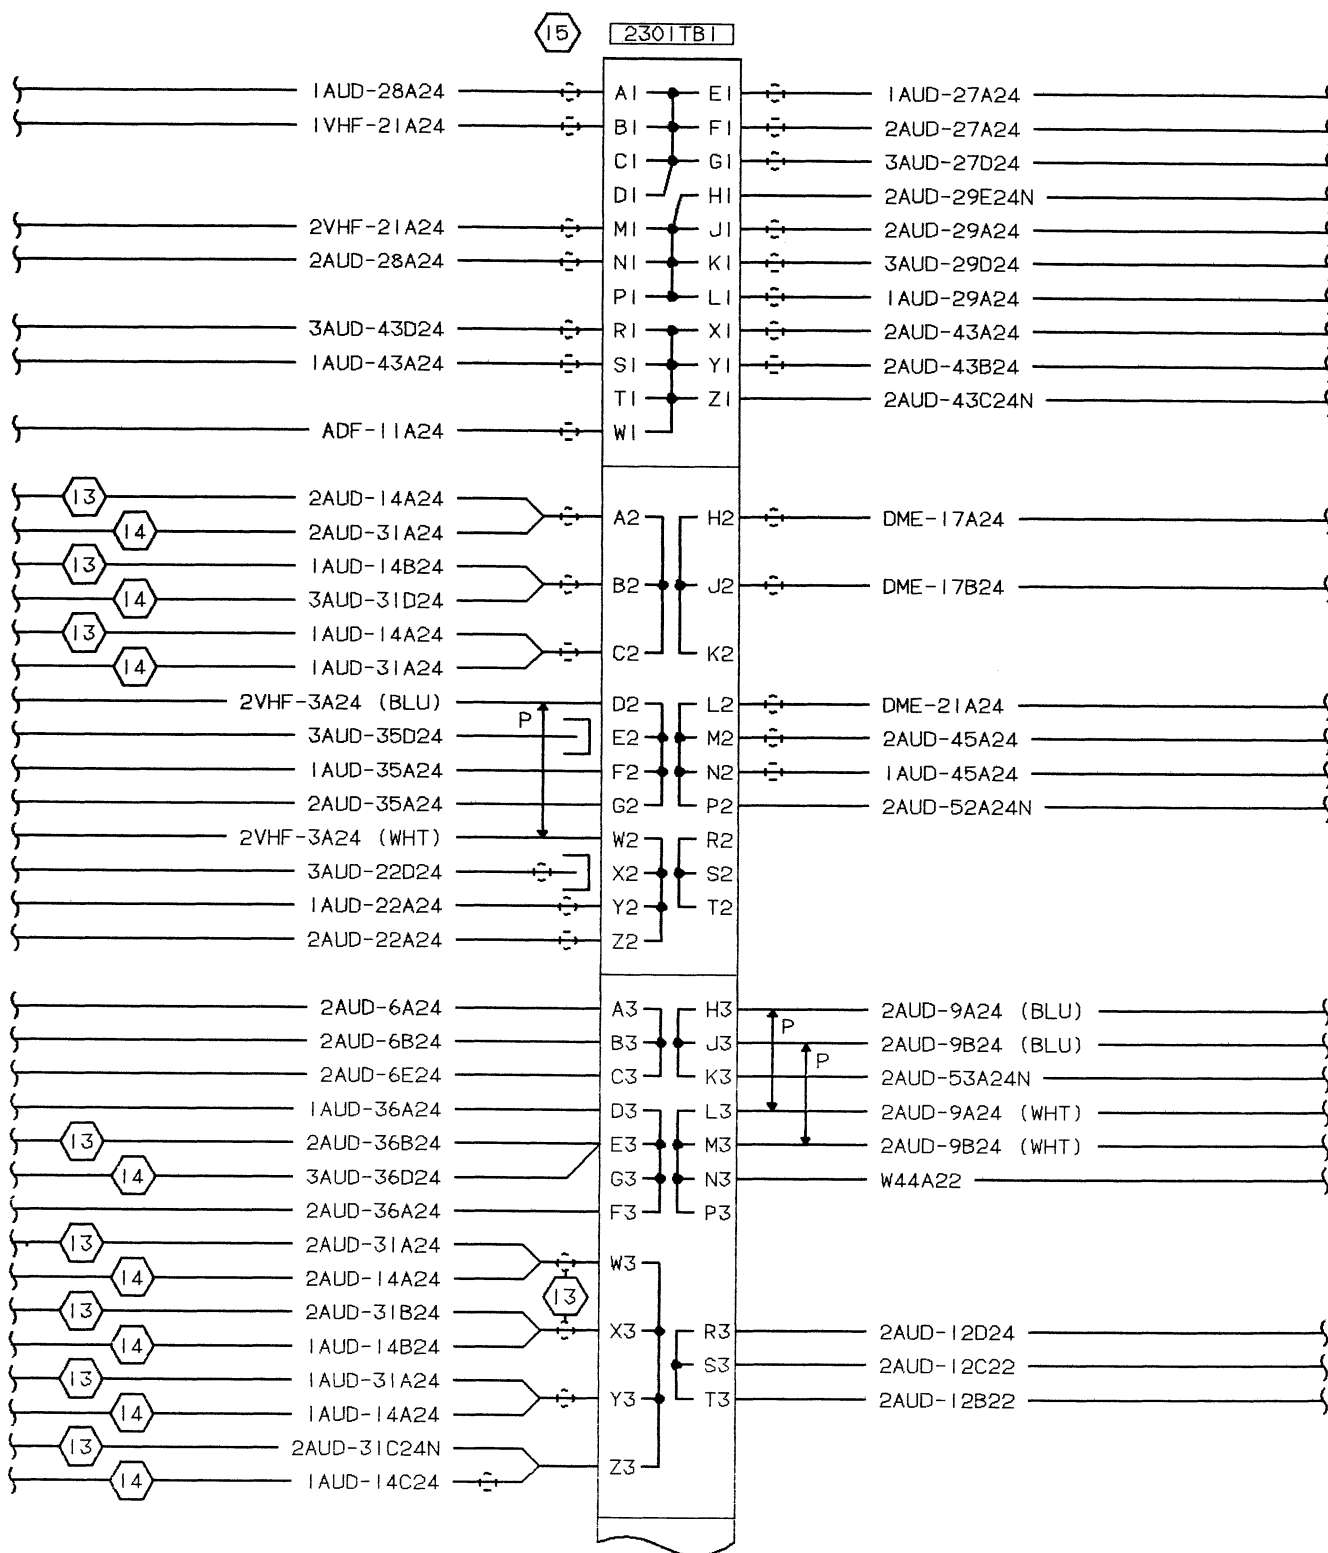 15 2301TB1
1AUD-28A24 A1 E1 1AUD-27A24
1VHF-21A24 B1 F1 2AUD-27A24
C1 G1 3AUD-27D24
D1 H1 2AUD-29E24N
2VHF-21A24 M1 J1 2AUD-29A24
2AUD-28A24 N1 K1 3AUD-29D24
P1 L1 1AUD-29A24
3AUD-43D24 R1 X1 2AUD-43A24
1AUD-43A24 S1 Y1 2AUD-43B24
T1 Z1 2AUD-43C24N
ADF-11A24 W1
13 2AUD-14A24
A2 H2 DME-17A24
14 2AUD-31A24
13 1AUD-14B24
B2 J2 DME-17B24
14 3AUD-31D24
13 1AUD-14A24
C2 K2
14 1AUD-31A24
2VHF-3A24 (BLU) P D2 L2 DME-21A24
3AUD-35D24 E2 M2 2AUD-45A24
1AUD-35A24 F2 N2 1AUD-45A24
2AUD-35A24 G2 P2 2AUD-52A24N
2VHF-3A24 (WHT) W2 R2
3AUD-22D24 X2 S2
1AUD-22A24 Y2 T2
2AUD-22A24 Z2
2AUD-6A24 A3 H3 P 2AUD-9A24 (BLU)
2AUD-6B24 B3 J3 P 2AUD-9B24 (BLU)
2AUD-6E24 C3 K3 2AUD-53A24N
1AUD-36A24 D3 L3 2AUD-9A24 (WHT)
13 2AUD-36B24 E3 M3 2AUD-9B24 (WHT)
14 3AUD-36D24 G3 N3 W44A22
2AUD-36A24 F3 P3
13 2AUD-31A24
W3
14 2AUD-14A24
13
13 2AUD-31B24
X3 R3 2AUD-12D24
14 1AUD-14B24
S3 2AUD-12C22
13 1AUD-31A24
Y3 T3 2AUD-12B22
14 1AUD-14A24
13 2AUD-31C24N
Z3
14 1AUD-14C24